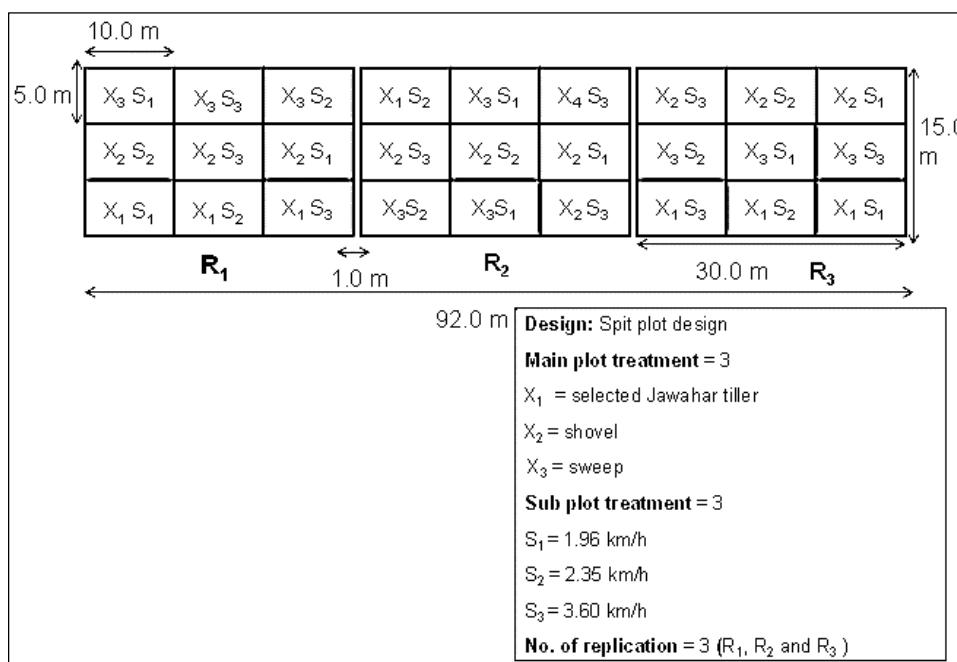 10.0 m
5.0 m
X₃ S₁ X₃ S₃ X₃ S₂ X₁ S₂ X₃ S₁ X₄ S₃ X₂ S₃ X₂ S₂ X₂ S₁
15.0 m
X₂ S₂ X₂ S₃ X₂ S₁ X₂ S₃ X₂ S₂ X₂ S₁ X₃ S₂ X₃ S₁ X₃ S₃
X₁ S₁ X₁ S₂ X₁ S₃ X₃S₂ X₃S₁ X₂ S₃ X₁ S₃ X₁ S₂ X₁ S₁
R₁ 1.0 m R₂ 30.0 m R₃
92.0 m
Design: Spit plot design
Main plot treatment = 3
X₁ = selected Jawahar tiller
X₂ = shovel
X₃ = sweep
Sub plot treatment = 3
S₁ = 1.96 km/h
S₂ = 2.35 km/h
S₃ = 3.60 km/h
No. of replication = 3 (R₁, R₂ and R₃ )